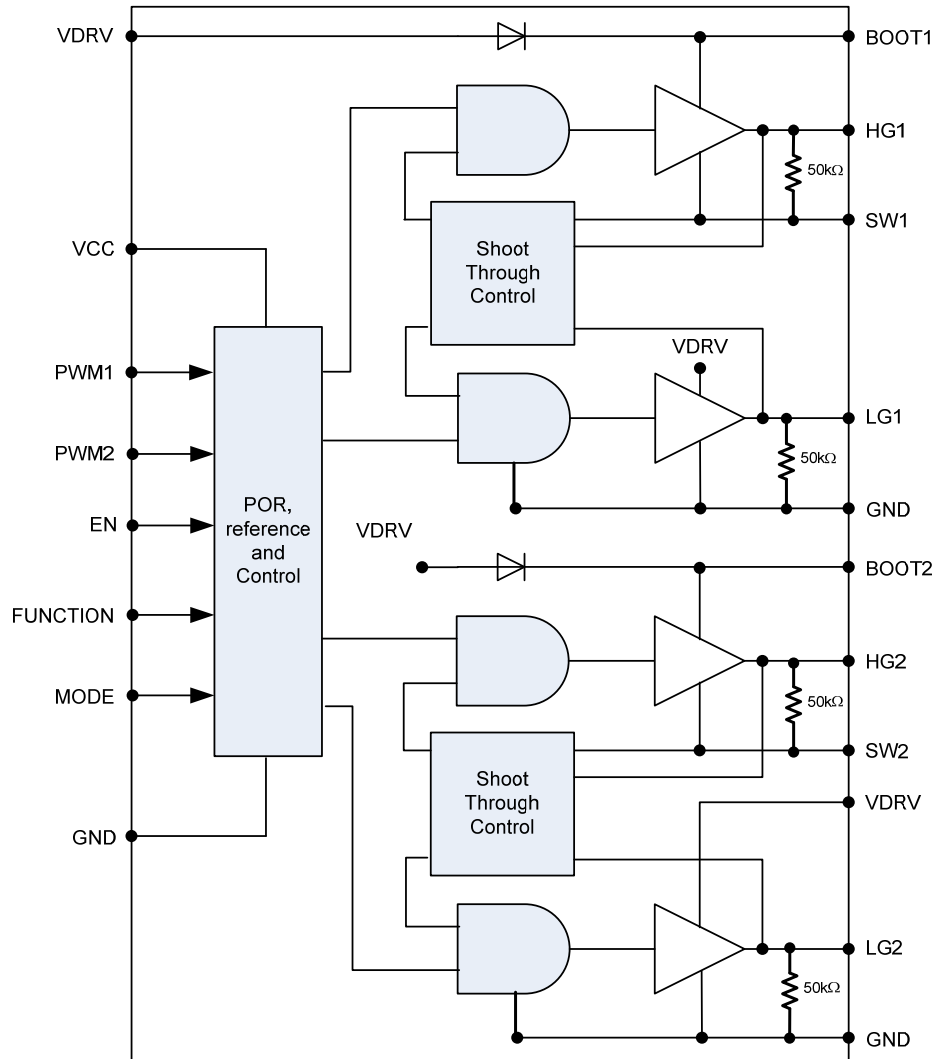 VDRV
BOOT1
HG1
50kΩ
SW1
VCC
Shoot
Through
Control
VDRV
PWM1
LG1
PWM2
50kΩ
POR,
reference
and
Control
GND
EN
VDRV
BOOT2
FUNCTION
HG2
MODE
50kΩ
SW2
Shoot
Through
Control
VDRV
GND
LG2
50kΩ
GND